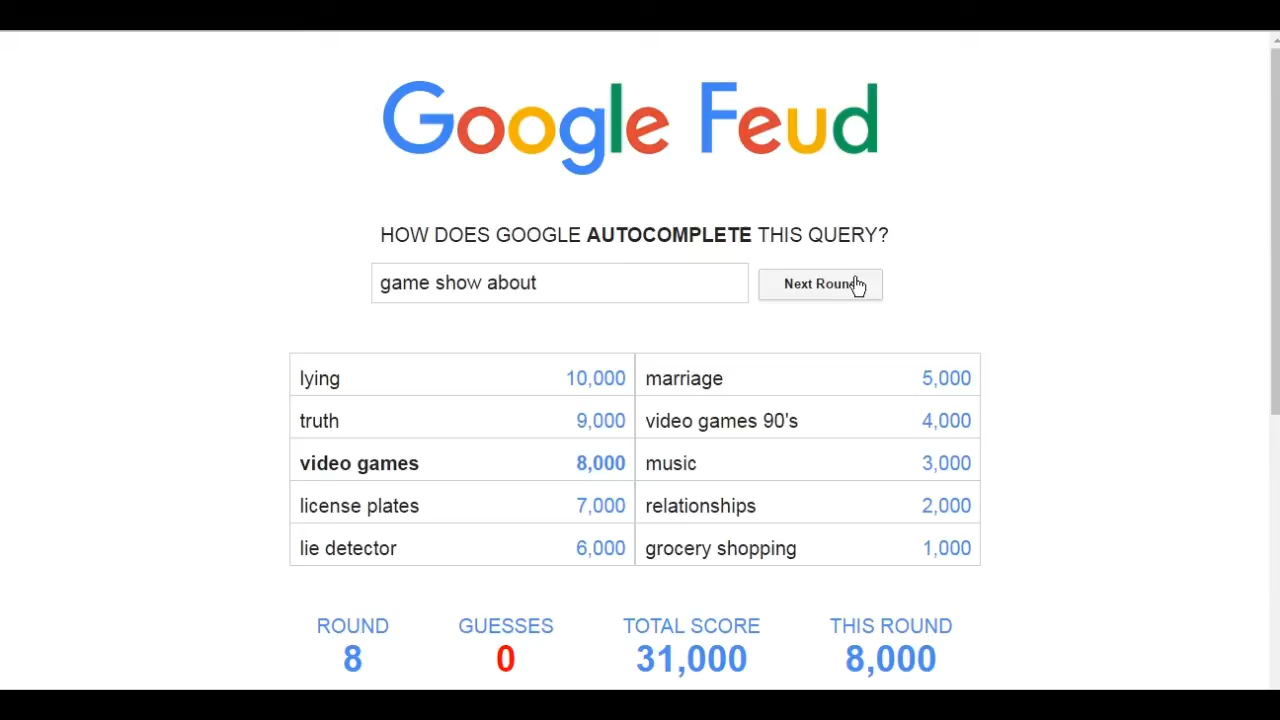 Google Feud
HOW DOES GOOGLE AUTOCOMPLETE THIS QUERY?
game show about
Next Round
lying 10,000 marriage 5,000
truth 9,000 video games 90's 4,000
video games 8,000 music 3,000
license plates 7,000 relationships 2,000
lie detector 6,000 grocery shopping 1,000
ROUND GUESSES TOTAL SCORE THIS ROUND
8 0 31,000 8,000